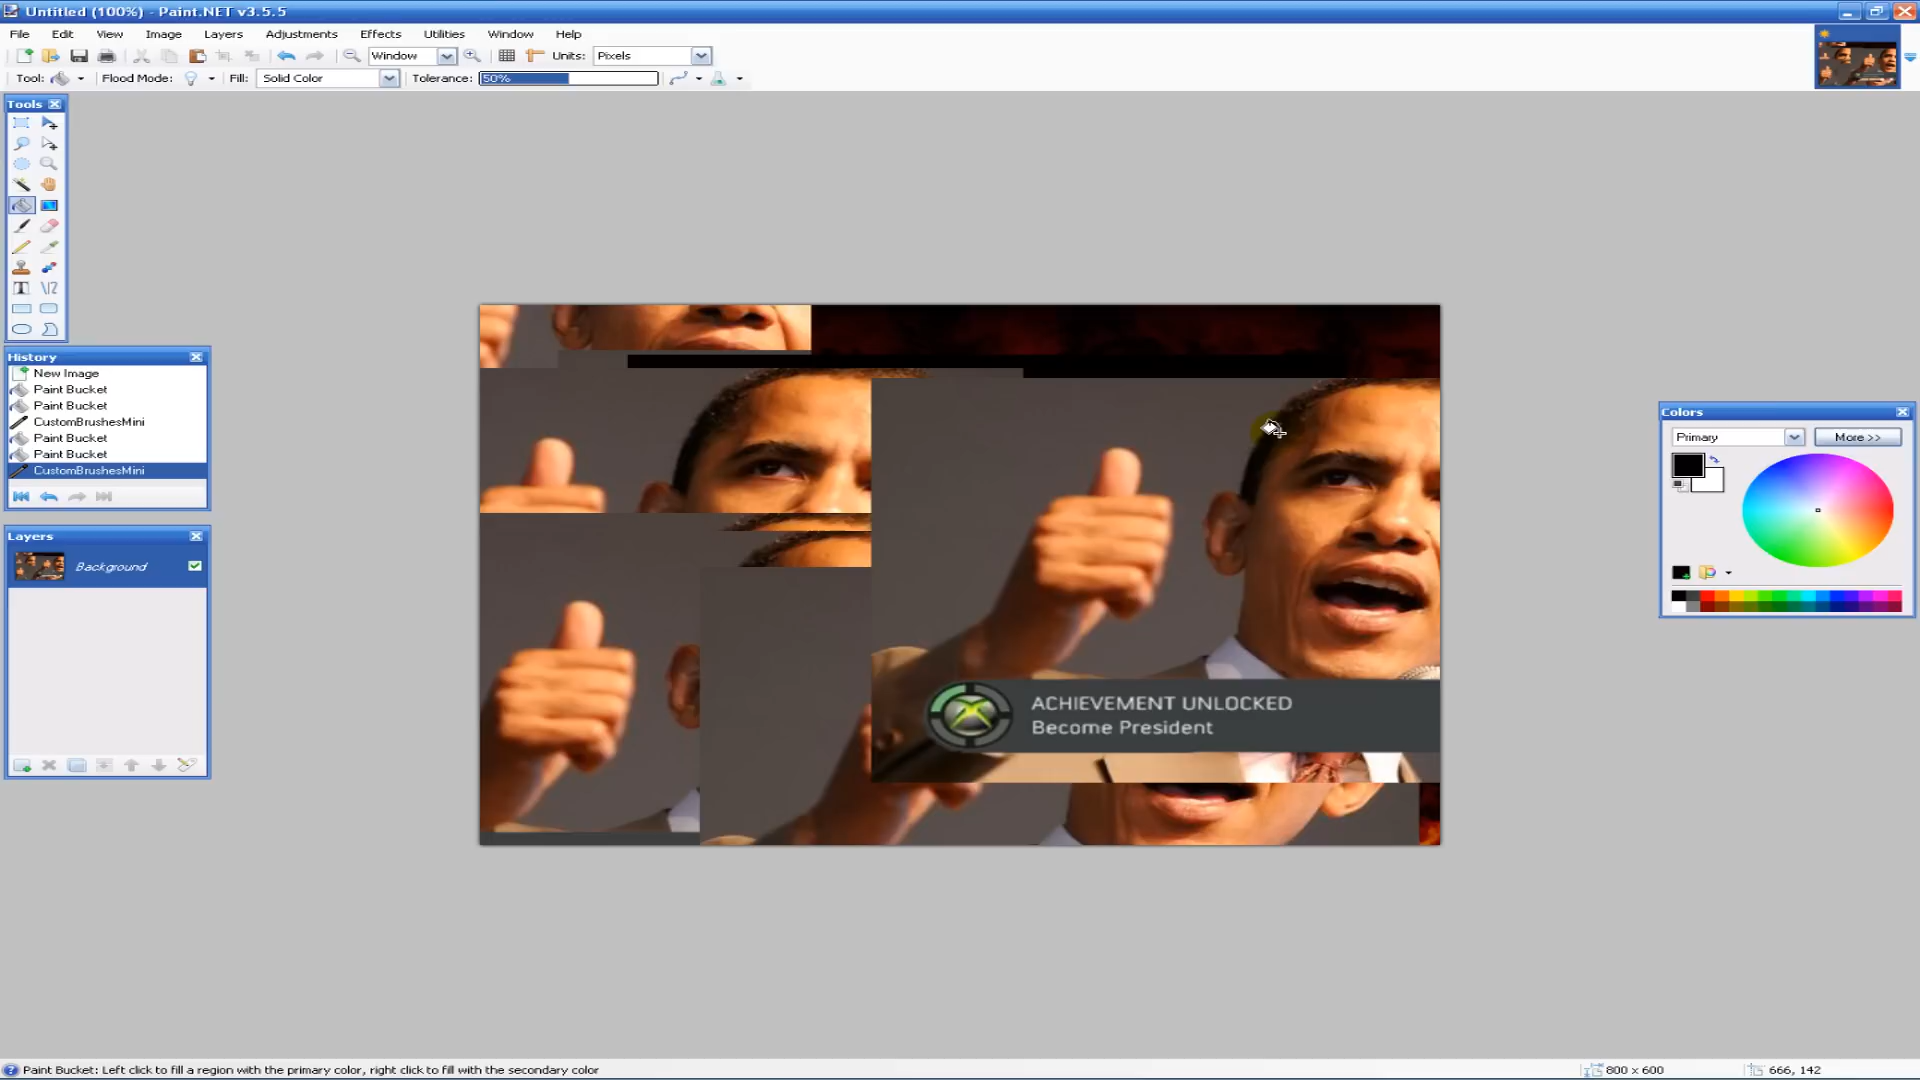 Untitled (100%) - Paint.NET v3.5.5
File Edit View Image Layers Adjustments Effects Utilities Window Help
Window Units: Pixels
Tool: Flood Mode: Fill: Solid Color Tolerance: 50%
Tools
History
New Image
Paint Bucket
Paint Bucket
CustomBrushesMini
Paint Bucket
Paint Bucket
CustomBrushesMini
Layers
Background
ACHIEVEMENT UNLOCKED
Become President
Colors
Primary More >>
Paint Bucket: Left click to fill a region with the primary color, right click to fill with the secondary color
800 x 600 666, 142